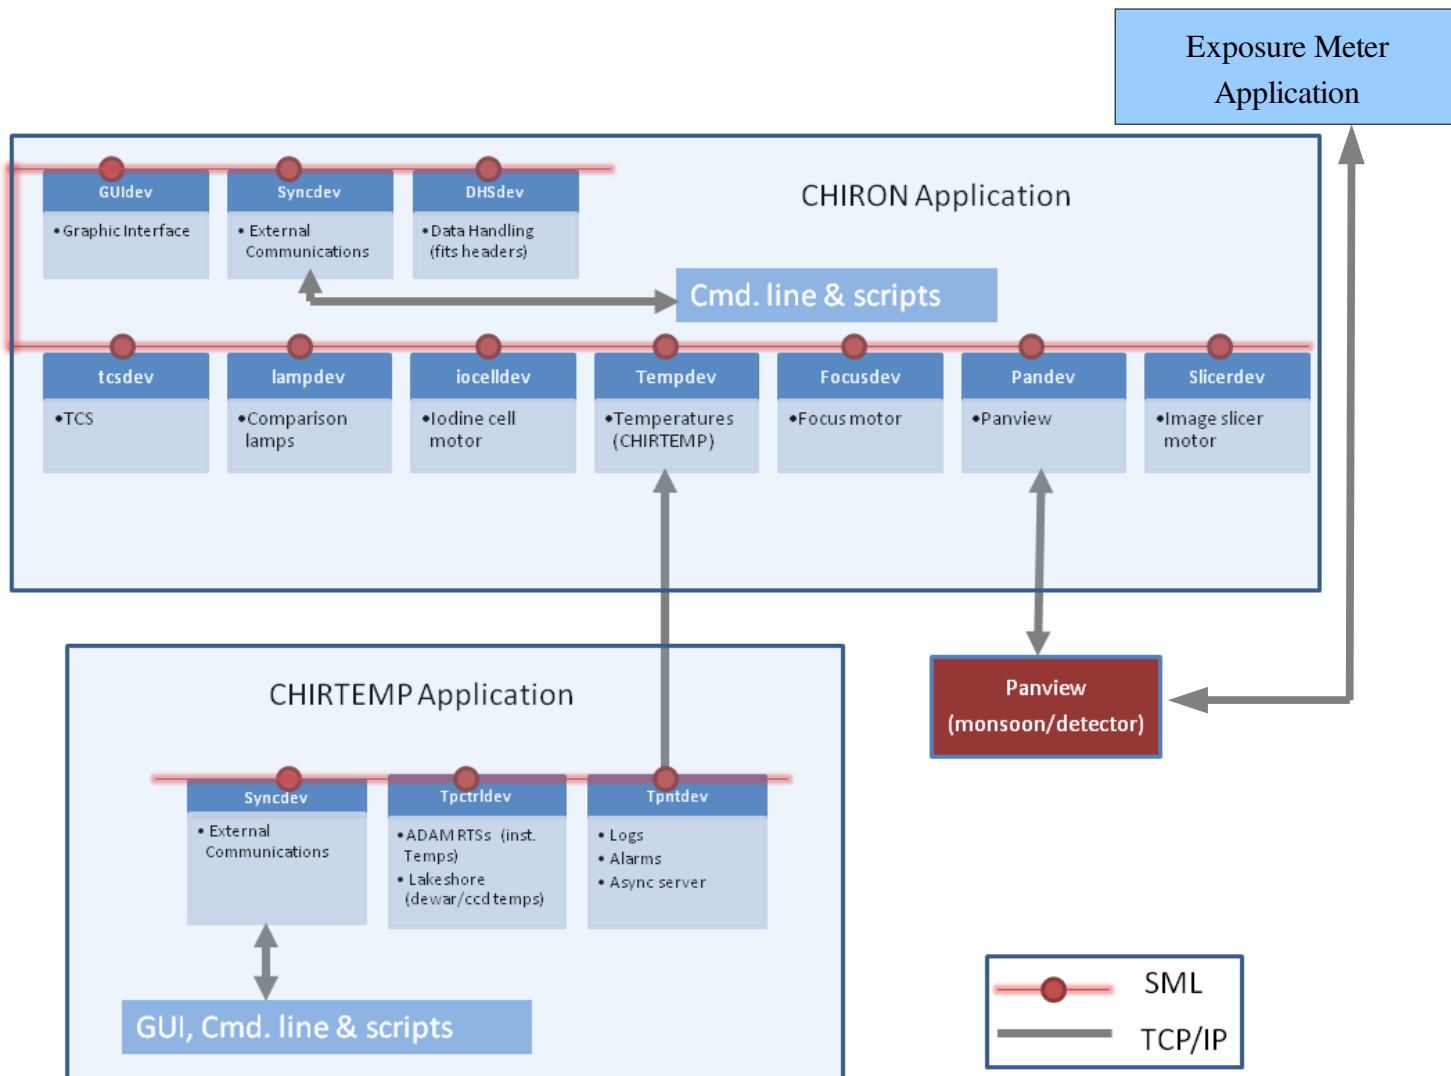 Exposure Meter
Application
CHIRON Application
GUIdev
• Graphic Interface
Syncdev
• External
Communications
DHSdev
• Data Handling
(fits headers)
Cmd. line & scripts
tcsdev
• TCS
lampdev
• Comparison
lamps
iocelldev
• Iodine cell
motor
Tempdev
• Temperatures
(CHIRTEMP)
Focusdev
• Focus motor
Pandev
• Panview
Slicerdev
• Image slicer
motor
Panview
(monsoon/detector)
CHIRTEMP Application
Syncdev
• External
Communications
Tpctrldev
• ADAM RTSs (inst.
Temps)
• Lakeshore
(dewar/ccd temps)
Tpntdev
• Logs
• Alarms
• Async server
GUI, Cmd. line & scripts
SML
TCP/IP